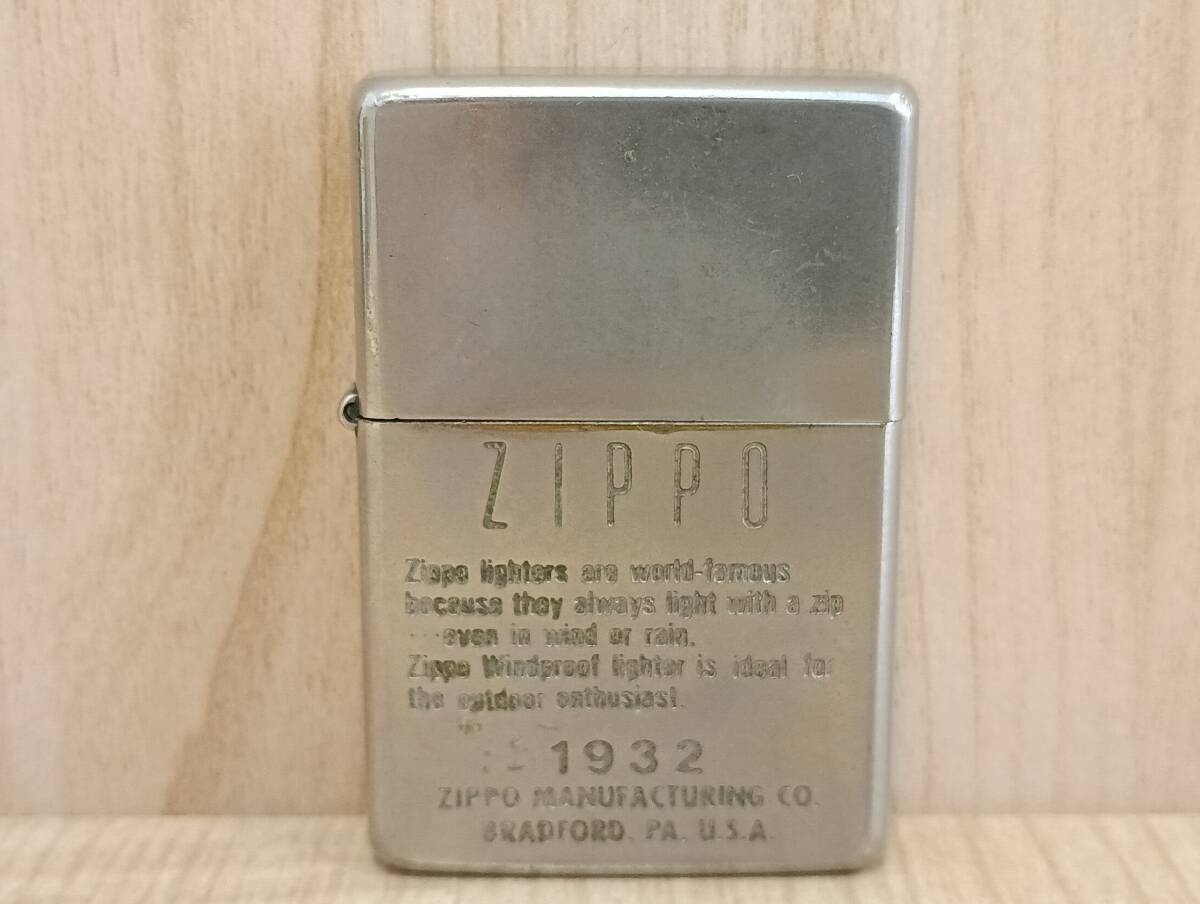 ZIPPO
Zippo lighters are world-famous
because they always light with a zip
...even in wind or rain.
Zippo Windproof lighter is ideal for
the outdoor enthusiast.
1932
ZIPPO MANUFACTURING CO.
BRADFORD. PA. U.S.A.